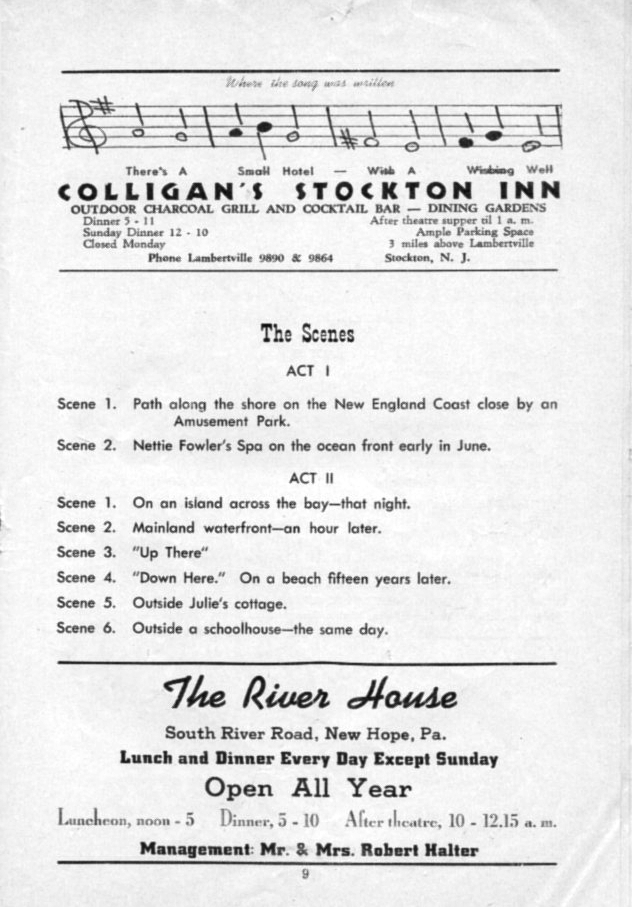 Where the song was written
There's A Small Hotel — With A Wishing Well
COLLIGAN'S STOCKTON INN
OUTDOOR CHARCOAL GRILL AND COCKTAIL BAR — DINING GARDENS
Dinner 5 - 11 After theatre supper til 1 a. m.
Sunday Dinner 12 - 10 Ample Parking Space
Closed Monday 3 miles above Lambertville
Phone Lambertville 9890 & 9864 Stockton, N. J.
The Scenes
ACT I
Scene 1. Path along the shore on the New England Coast close by an
Amusement Park.
Scene 2. Nettie Fowler's Spa on the ocean front early in June.
ACT II
Scene 1. On an island across the bay—that night.
Scene 2. Mainland waterfront—an hour later.
Scene 3. "Up There"
Scene 4. "Down Here." On a beach fifteen years later.
Scene 5. Outside Julie's cottage.
Scene 6. Outside a schoolhouse—the same day.
The River House
South River Road, New Hope, Pa.
Lunch and Dinner Every Day Except Sunday
Open All Year
Luncheon, noon - 5 Dinner, 5 - 10 After theatre, 10 - 12.15 a. m.
Management: Mr. & Mrs. Robert Halter
9